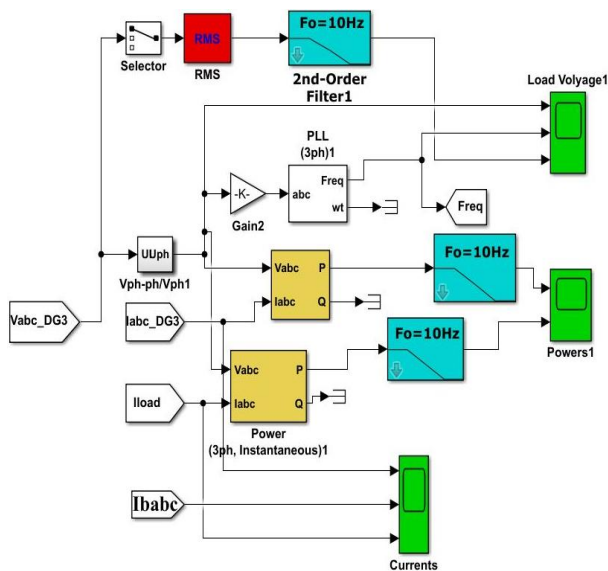 Fo=10Hz
RMS
Selector
RMS
2nd-Order
Filter1
Load Volyage1
PLL
(3ph)1
Freq
abc
wt
-K-
Gain2
Freq
Vph-ph/Vph1
Vabc
P
Iabc
Q
Fo=10Hz
Vabc_DG3
Iabc_DG3
Fo=10Hz
Powers1
Vabc
P
Iabc
Q
Iload
Power
(3ph, Instantaneous)1
Ibabc
Currents